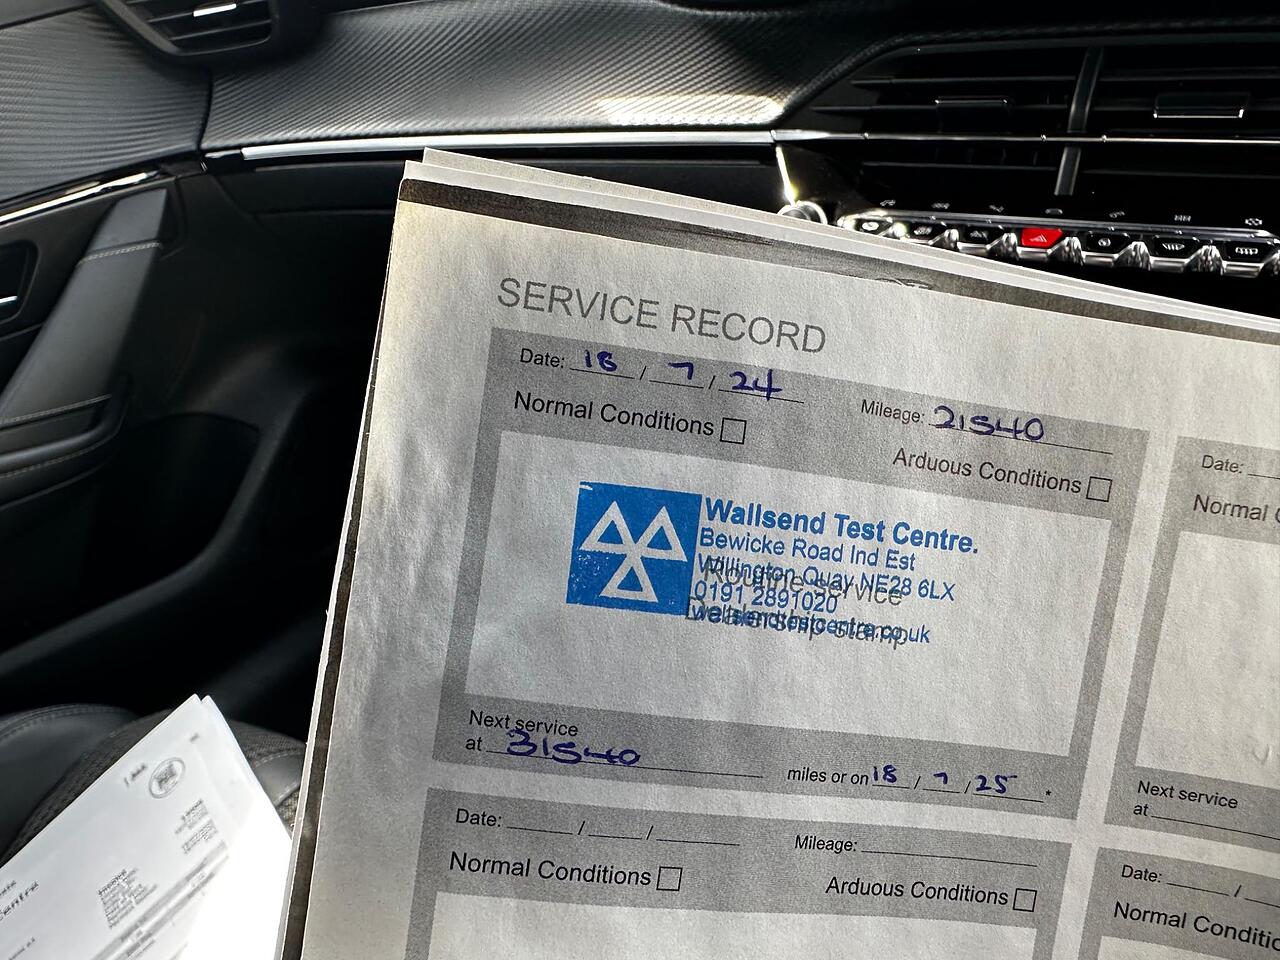 SERVICE RECORD
Date: 18 / 7 / 24
Mileage: 21540
Normal Conditions
Arduous Conditions
Wallsend Test Centre.
Bewicke Road Ind Est
Willington Quay NE28 6LX
Routine service
0191 2891020
Dealership stamp
wallsendtestcentre.co.uk
Next service
at 31540 miles or on 18 / 7 / 25 .
Date: / /
Mileage:
Normal Conditions
Arduous Conditions
Date:
Normal
Next service
at
Date: /
Normal